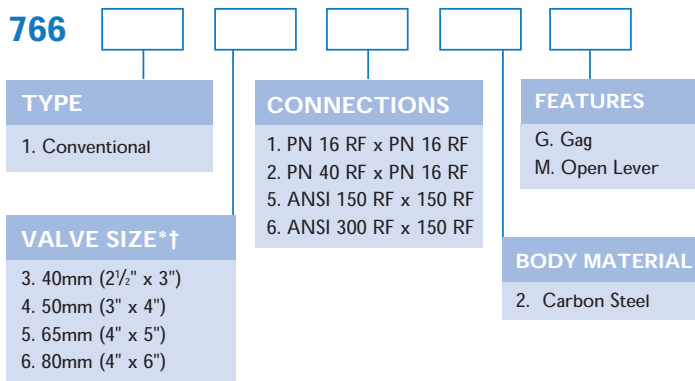 766
TYPE
1. Conventional
VALVE SIZE*†
3. 40mm (2½" x 3")
4. 50mm (3" x 4")
5. 65mm (4" x 5")
6. 80mm (4" x 6")
CONNECTIONS
1. PN 16 RF x PN 16 RF
2. PN 40 RF x PN 16 RF
5. ANSI 150 RF x 150 RF
6. ANSI 300 RF x 150 RF
FEATURES
G. Gag
M. Open Lever
BODY MATERIAL
2. Carbon Steel